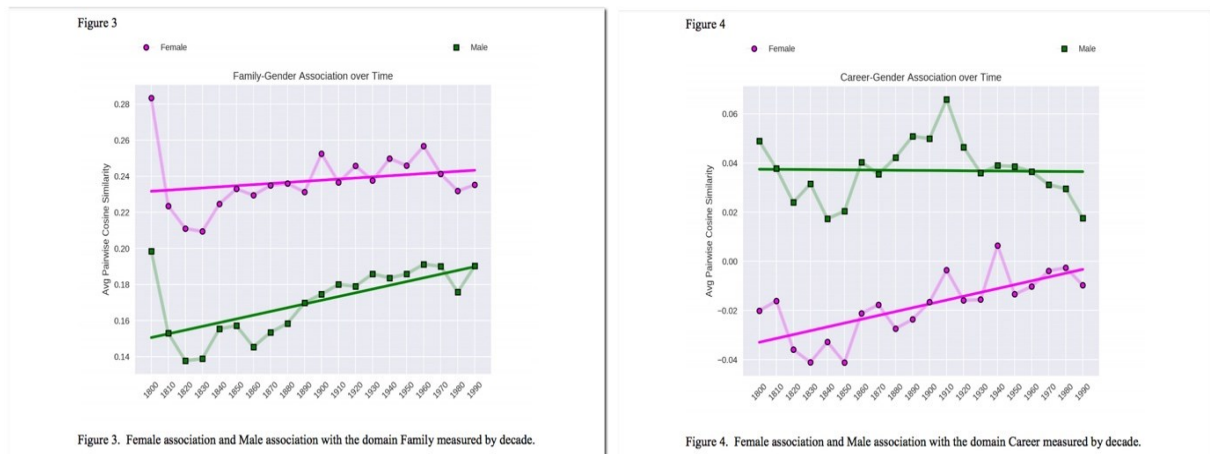 Figure 3
Female
Male
Family-Gender Association over Time
Avg Pairwise Cosine Similarity
0.28
0.26
0.24
0.22
0.20
0.18
0.16
0.14
1800 1810 1820 1830 1840 1850 1860 1870 1880 1890 1900 1910 1920 1930 1940 1950 1960 1970 1980 1990
Figure 3. Female association and Male association with the domain Family measured by decade.
Figure 4
Female
Male
Career-Gender Association over Time
Avg Pairwise Cosine Similarity
0.06
0.04
0.02
0.00
−0.02
−0.04
1800 1810 1820 1830 1840 1850 1860 1870 1880 1890 1900 1910 1920 1930 1940 1950 1960 1970 1980 1990
Figure 4. Female association and Male association with the domain Career measured by decade.